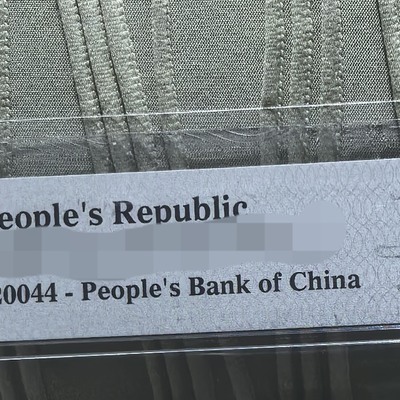 eople's Republic
20044 - People's Bank of China